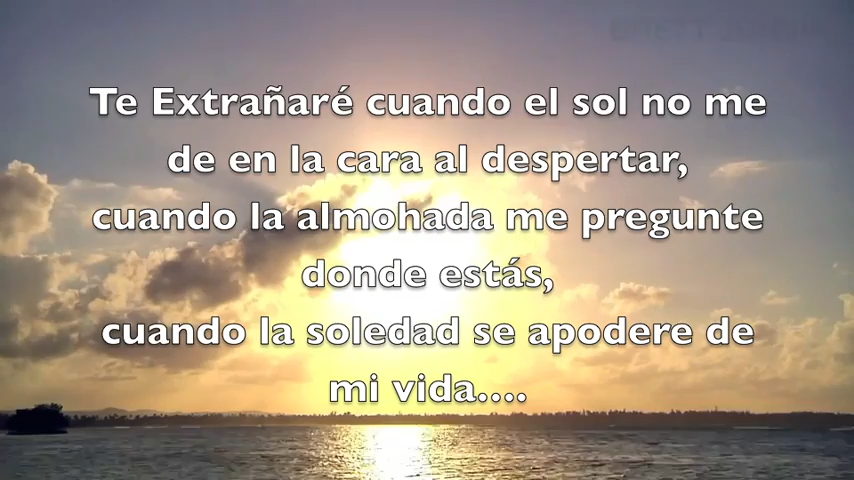 Te Extrañaré cuando el sol no me
de en la cara al despertar,
cuando la almohada me pregunte
donde estás,
cuando la soledad se apodere de
mi vida....